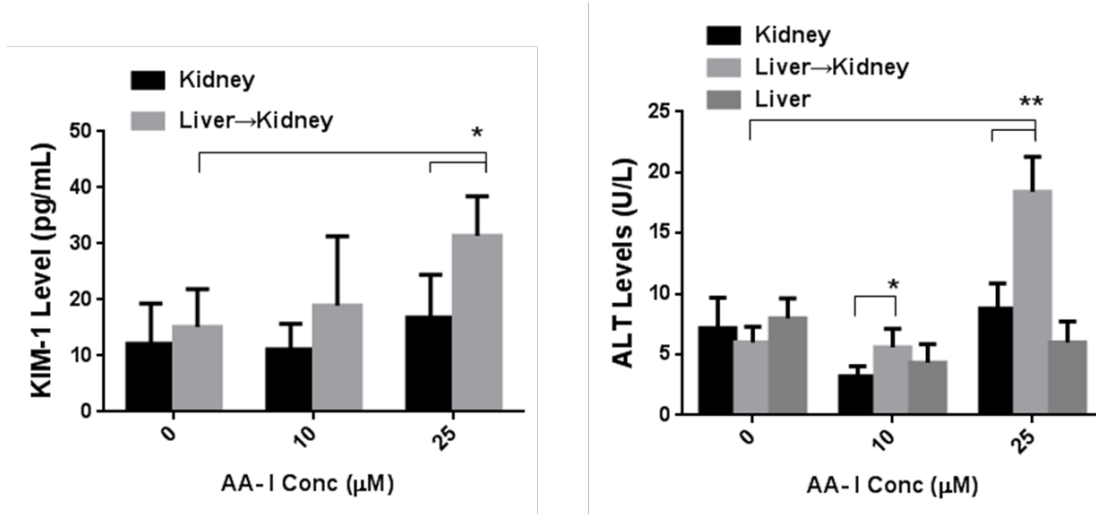 Kidney
Liver→Kidney
KIM-1 Level (pg/mL)
50
40
30
20
10
0
*
0
10
25
AA-I Conc (µM)
Kidney
Liver→Kidney
Liver
ALT Levels (U/L)
25
20
15
10
5
0
*
**
0
10
25
AA-I Conc (µM)